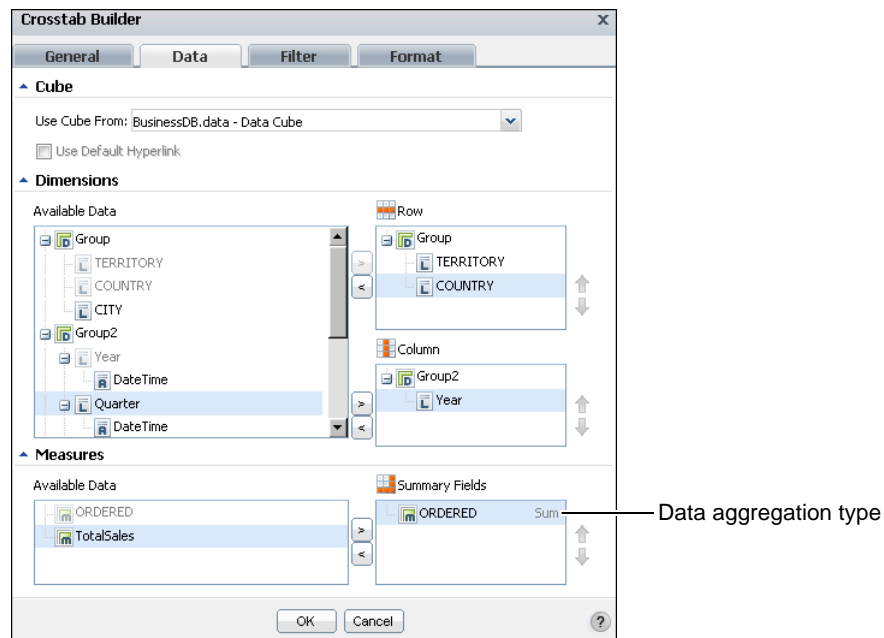 Crosstab Builder x
General Data Filter Format
Cube
Use Cube From: BusinessDB.data - Data Cube
Use Default Hyperlink
Dimensions
Available Data
Group
TERRITORY
COUNTRY
CITY
Group2
Year
DateTime
Quarter
DateTime
>
<
>
<
Row
Group
TERRITORY
COUNTRY
Column
Group2
Year
Measures
Available Data
ORDERED
TotalSales
>
<
Summary Fields
ORDERED Sum
Data aggregation type
OK Cancel ?